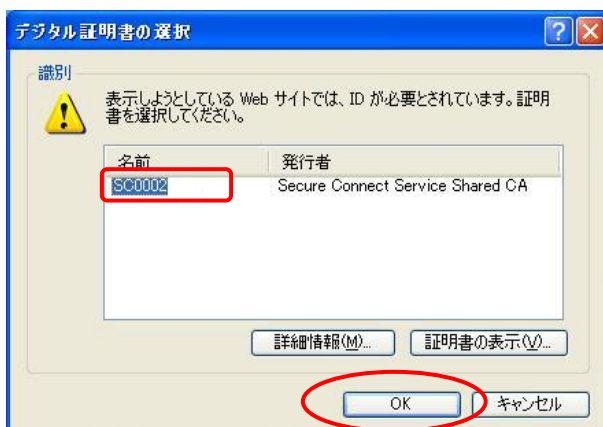 デジタル証明書の選択
識別
表示しようとしている Web サイトでは、ID が必要とされています。証明
書を選択してください。
名前 発行者
SC0002 Secure Connect Service Shared CA
詳細情報(M)... 証明書の表示(V)...
OK キャンセル